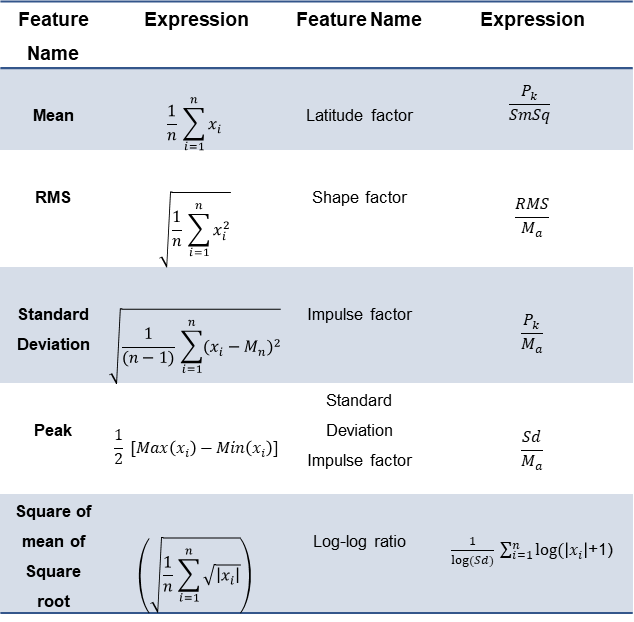 Feature Name Expression Feature Name Expression
Mean \frac{1}{n} \sum_{i=1}^{n} x_i Latitude factor \frac{P_k}{SmSq}
RMS \sqrt{\frac{1}{n} \sum_{i=1}^{n} x_i^2} Shape factor \frac{RMS}{M_a}
Standard Deviation \sqrt{\frac{1}{(n-1)} \sum_{i=1}^{n} (x_i - M_n)^2} Impulse factor \frac{P_k}{M_a}
Peak \frac{1}{2} [Max(x_i) - Min(x_i)] Standard Deviation Impulse factor \frac{Sd}{M_a}
Square of mean of Square root \left( \sqrt{\frac{1}{n} \sum_{i=1}^{n} \sqrt{|x_i|}} \right) Log-log ratio \frac{1}{\log(Sd)} \sum_{i=1}^{n} \log(|x_i|+1)